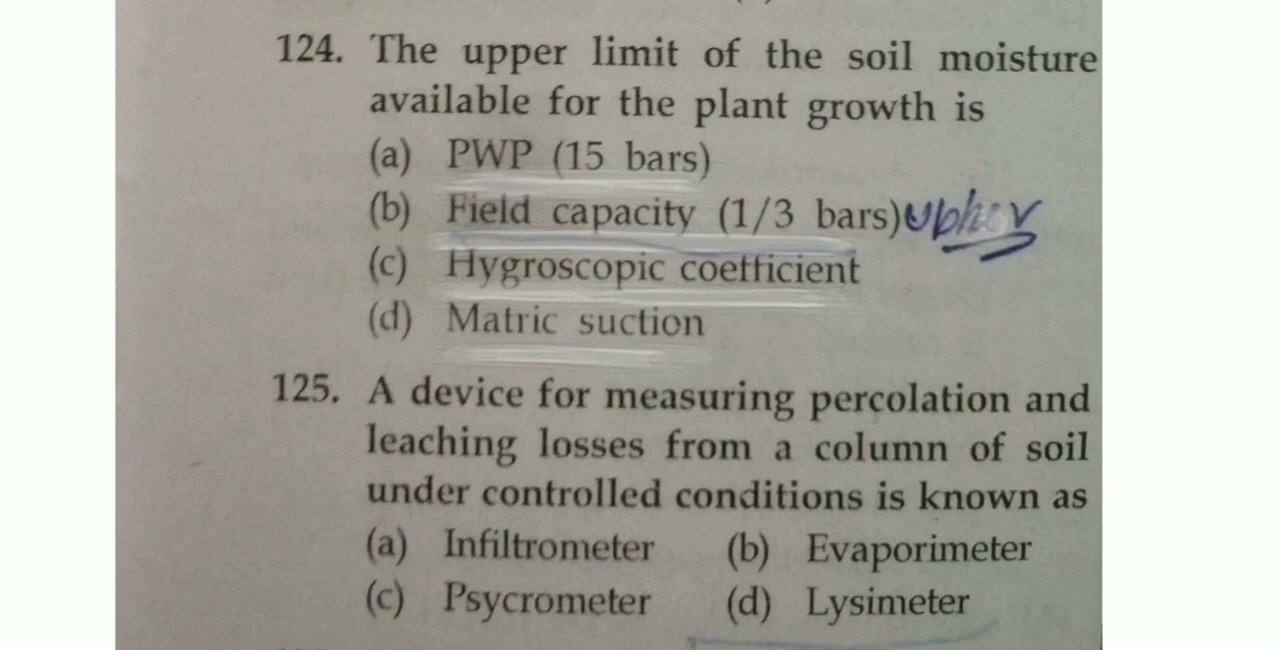 124. The upper limit of the soil moisture
available for the plant growth is
(a) PWP (15 bars)
(b) Field capacity (1/3 bars)
(c) Hygroscopic coefficient
(d) Matric suction
125. A device for measuring percolation and
leaching losses from a column of soil
under controlled conditions is known as
(a) Infiltrometer (b) Evaporimeter
(c) Psycrometer (d) Lysimeter